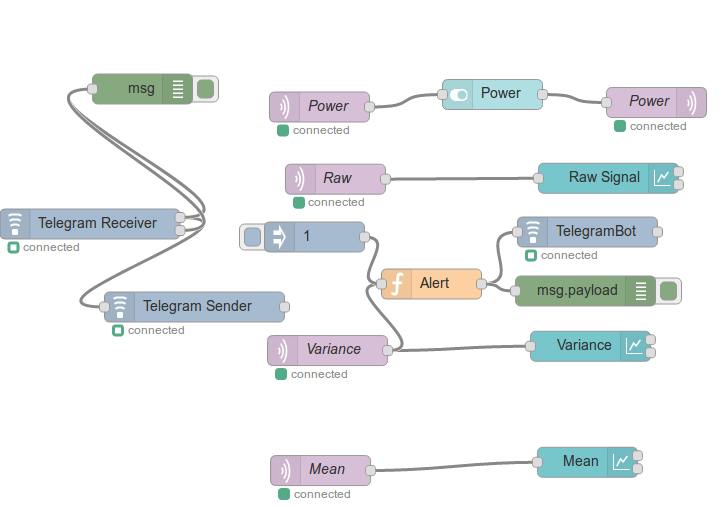 msg
Power
connected
Power
Power
connected
Raw
connected
Raw Signal
Telegram Receiver
connected
1
TelegramBot
connected
Alert
msg.payload
Telegram Sender
connected
Variance
connected
Variance
Mean
connected
Mean